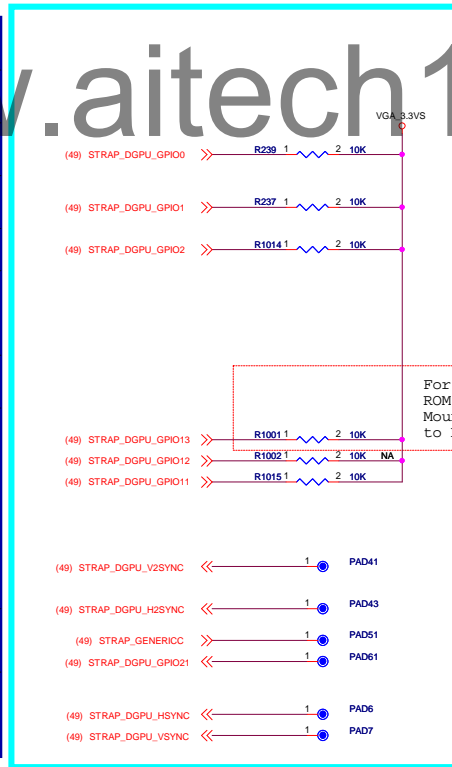 w.aitech1
VGA_3.3VS
(49) STRAP_DGPU_GPIO0 R239 1 2 10K
(49) STRAP_DGPU_GPIO1 R237 1 2 10K
(49) STRAP_DGPU_GPIO2 R1014 1 2 10K
For
ROM
Mou
to
(49) STRAP_DGPU_GPIO13 R1001 1 2 10K
(49) STRAP_DGPU_GPIO12 R1002 1 2 10K NA
(49) STRAP_DGPU_GPIO11 R1015 1 2 10K
(49) STRAP_DGPU_V2SYNC 1 PAD41
(49) STRAP_DGPU_H2SYNC 1 PAD43
(49) STRAP_GENERICC 1 PAD51
(49) STRAP_DGPU_GPIO21 1 PAD61
(49) STRAP_DGPU_HSYNC 1 PAD6
(49) STRAP_DGPU_VSYNC 1 PAD7